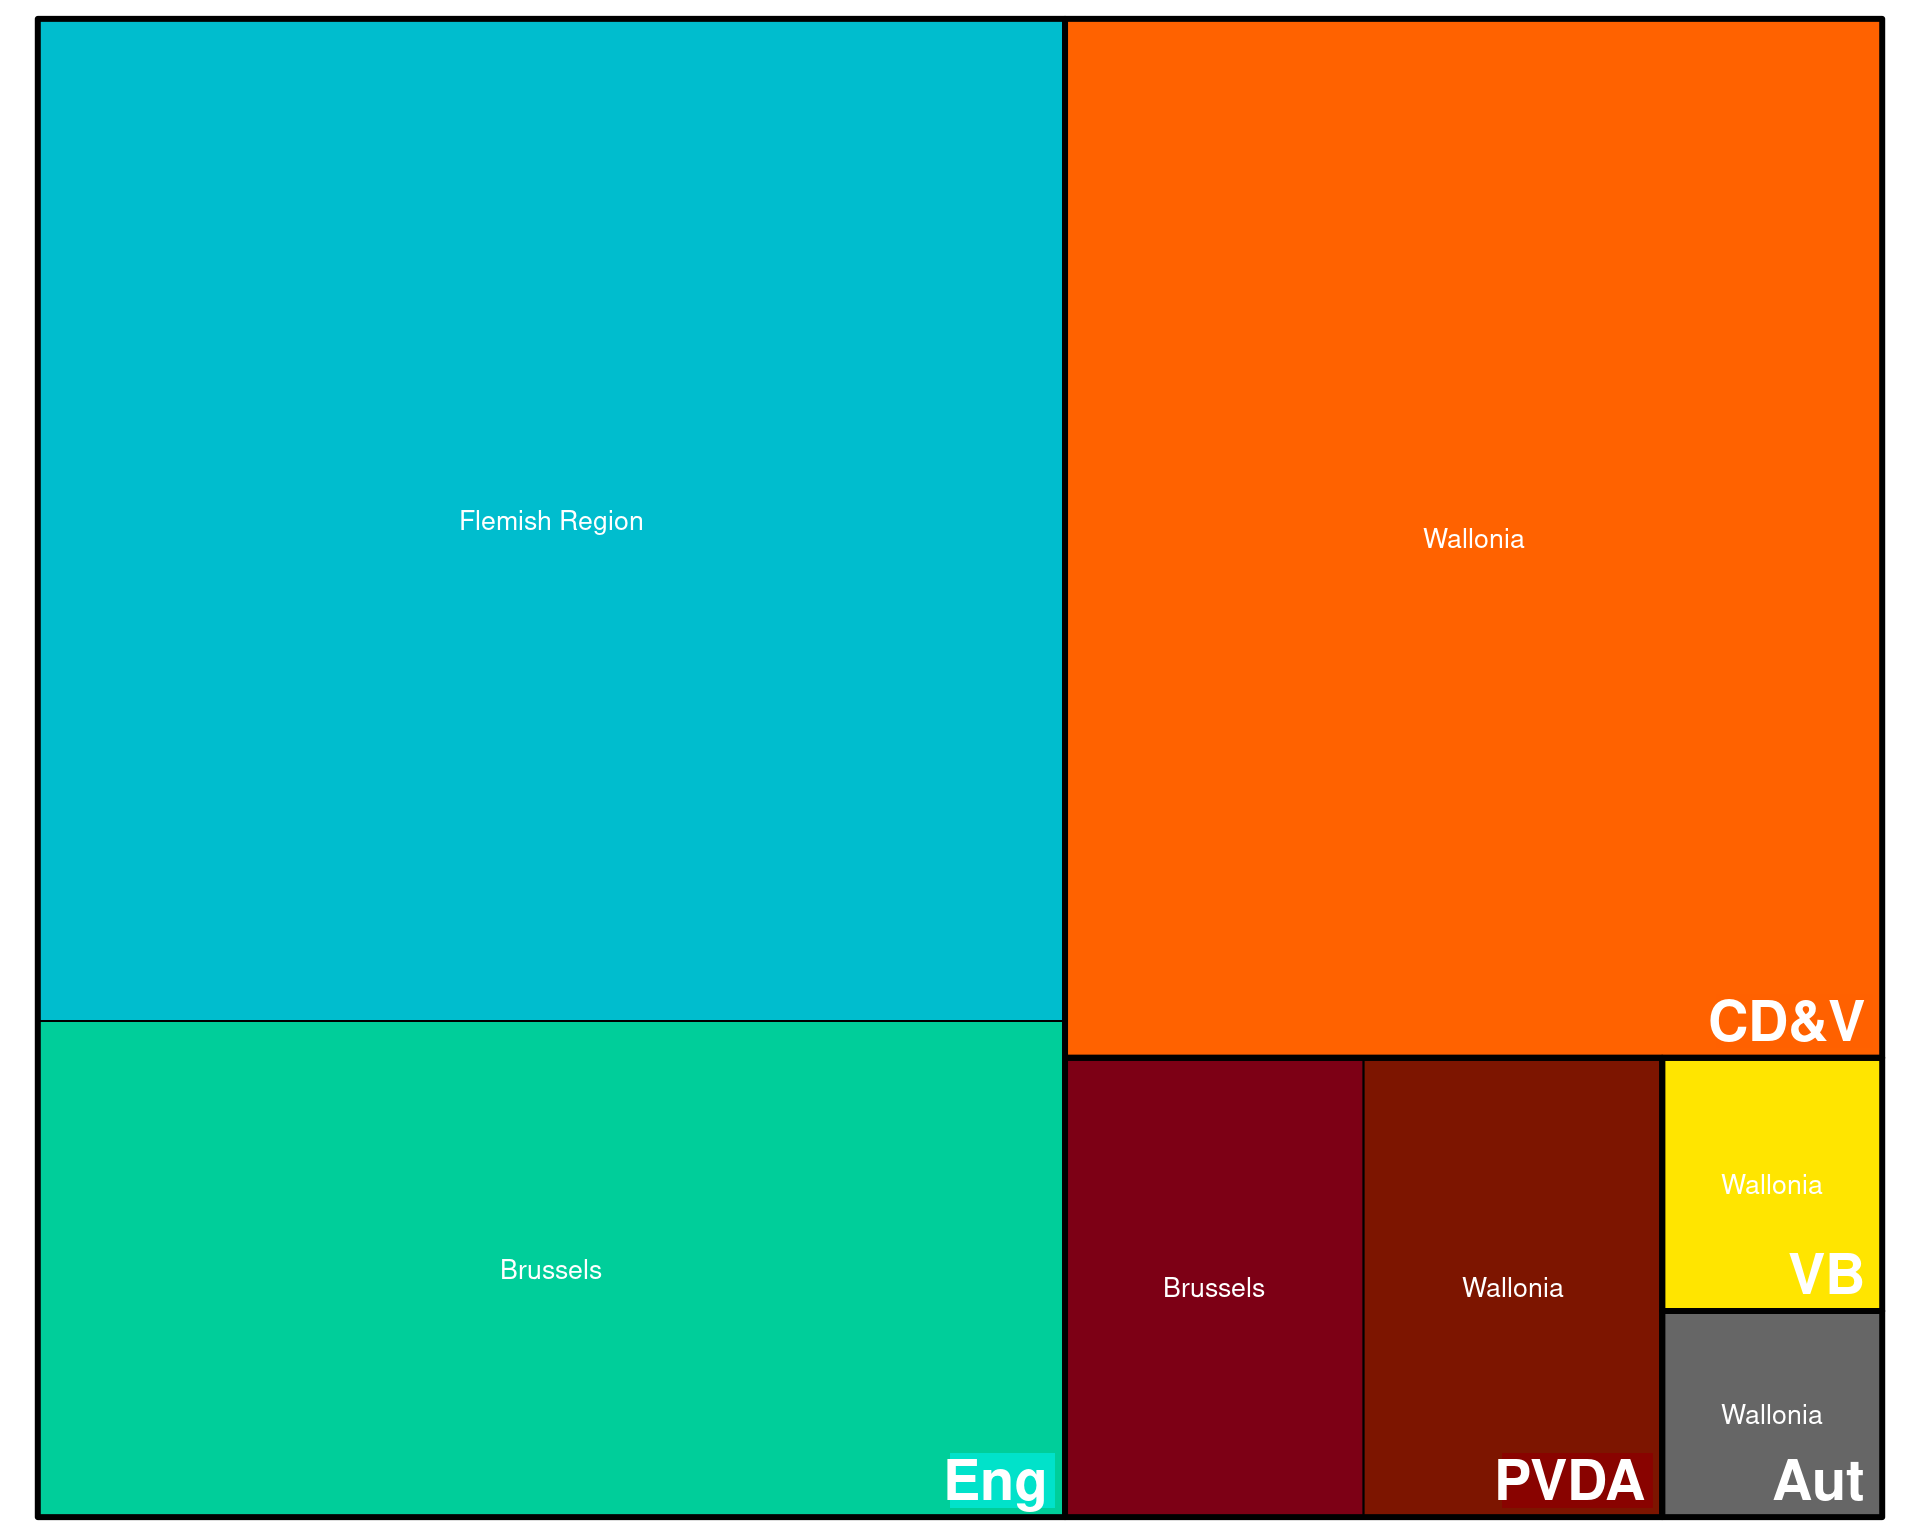 Flemish Region
Brussels
Eng
Wallonia
CD&V
Brussels
Wallonia
PVDA
Wallonia
VB
Wallonia
Aut